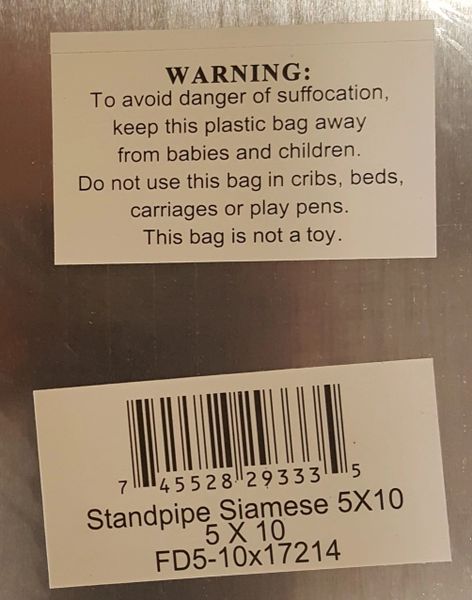 WARNING:
To avoid danger of suffocation,
keep this plastic bag away
from babies and children.
Do not use this bag in cribs, beds,
carriages or play pens.
This bag is not a toy.
7 45528 29333 5
Standpipe Siamese 5X10
5 X 10
FD5-10x17214